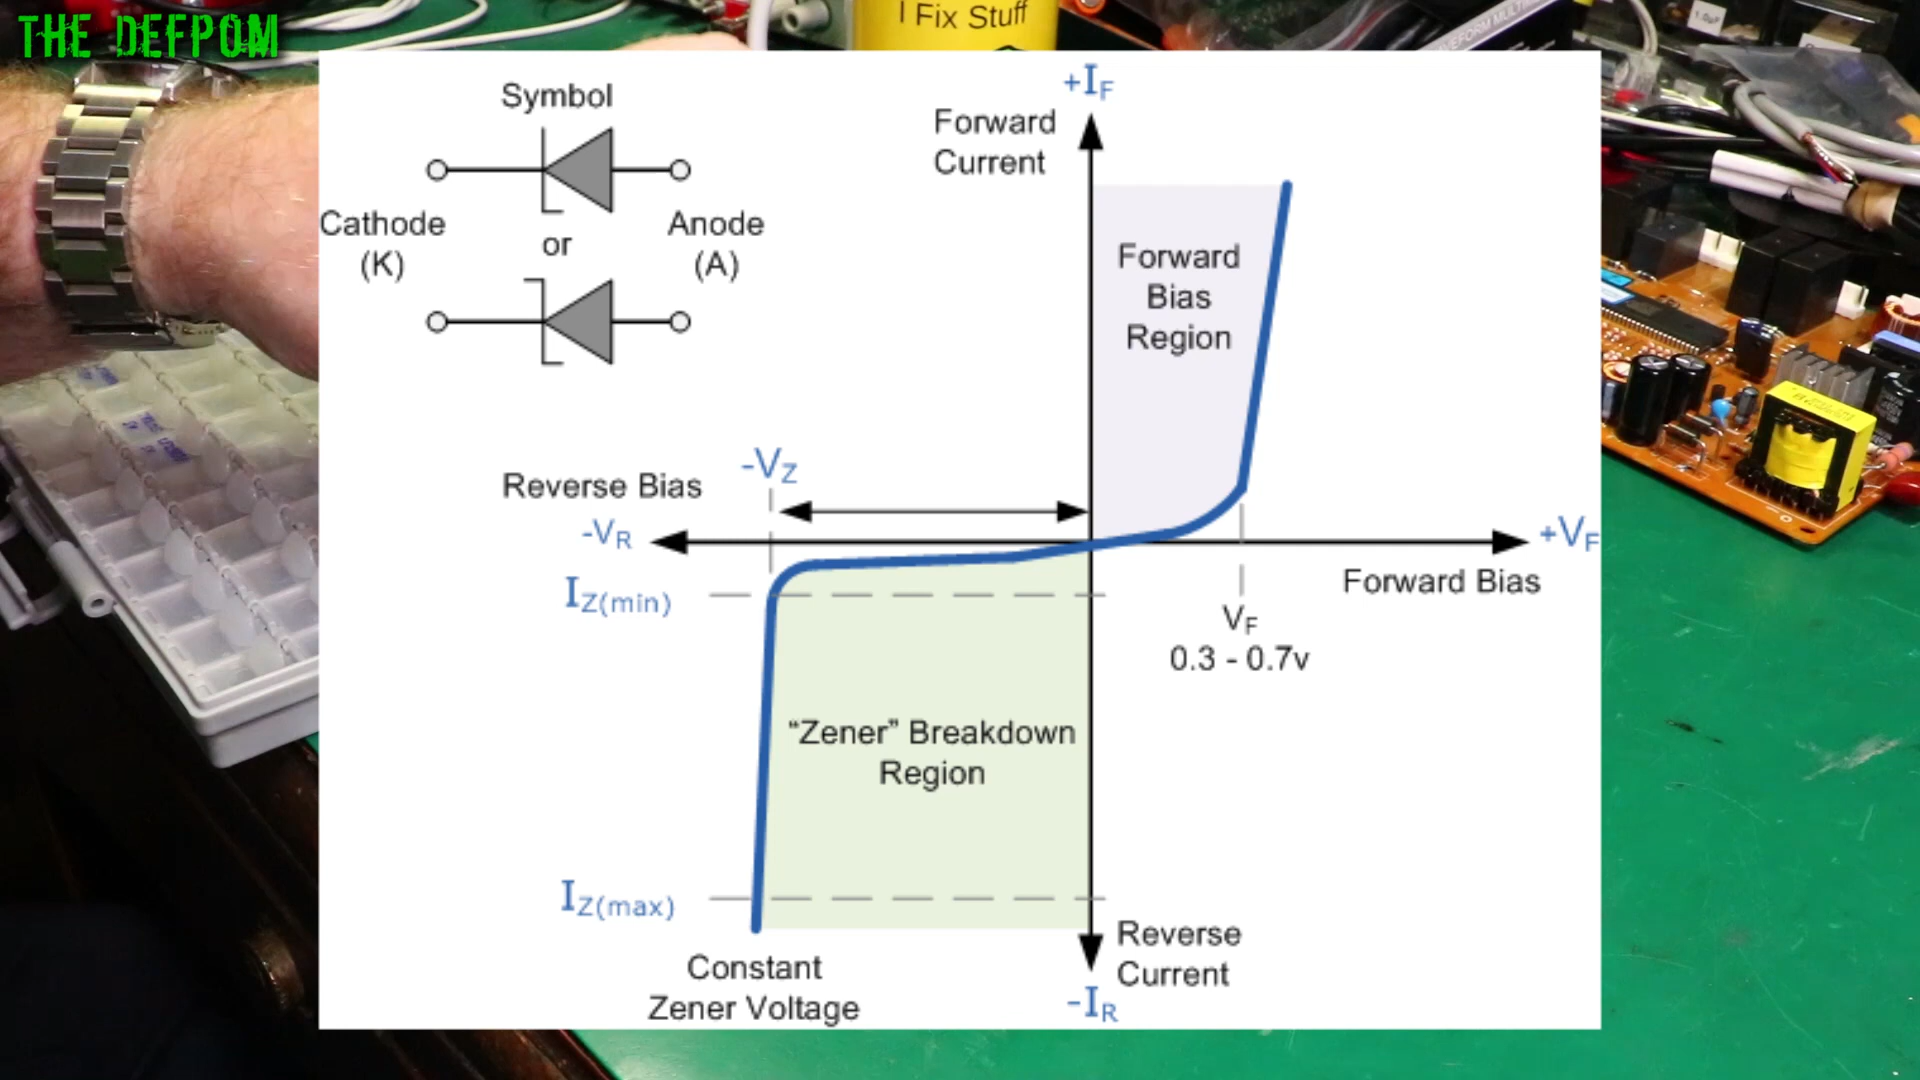 THE DEFPOM
I Fix Stuff
Symbol
Cathode
(K)
or
Anode
(A)
+IF
Forward
Current
Forward
Bias
Region
-VZ
Reverse Bias
-VR
+VF
Forward Bias
IZ(min)
VF
0.3 - 0.7v
“Zener” Breakdown
Region
IZ(max)
Reverse
Current
-IR
Constant
Zener Voltage